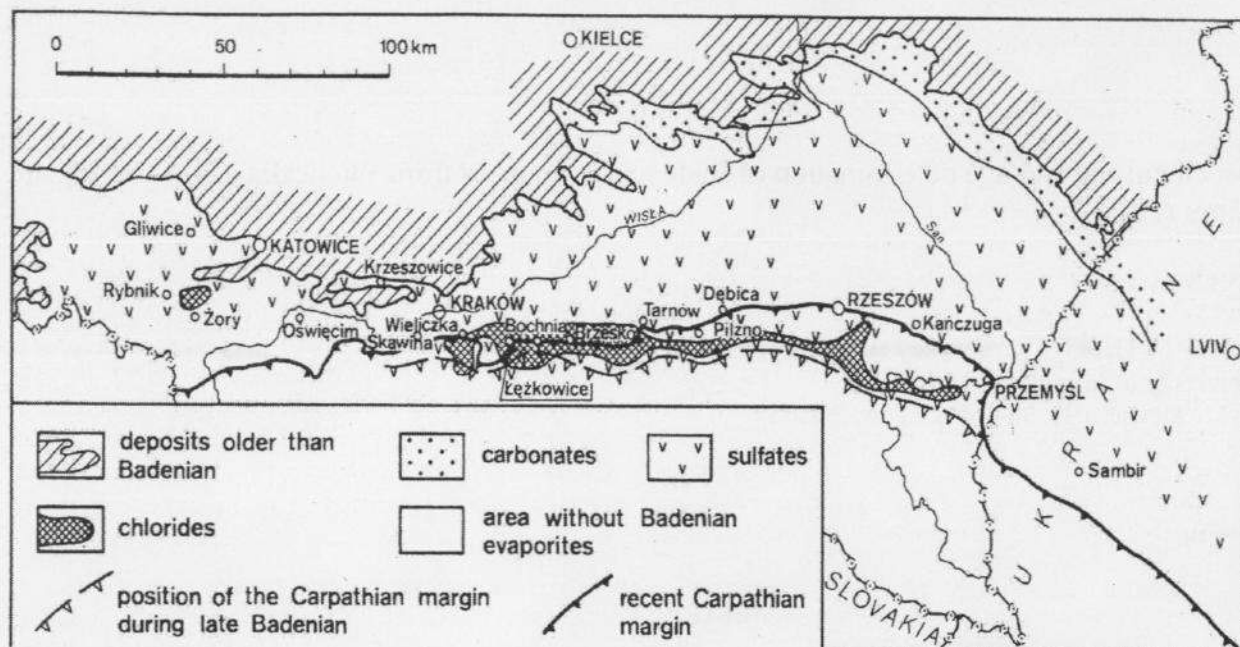 0 50 100 km
KIELCE
WISŁA
San
Gliwice
KATOWICE
Krzeszowice
Rybnik
Żory
Oświęcim
KRAKÓW
Wieliczka
Skawina
Bochnia
Brzesko
Łężkowice
Tarnów
Dębica
Pilzno
RZESZÓW
Kańczuga
PRZEMYŚL
LVIV
Sambir
UKRAINE
SLOVAKIA
deposits older than
Badenian
carbonates
sulfates
chlorides
area without Badenian
evaporites
position of the Carpathian margin
during late Badenian
recent Carpathian
margin